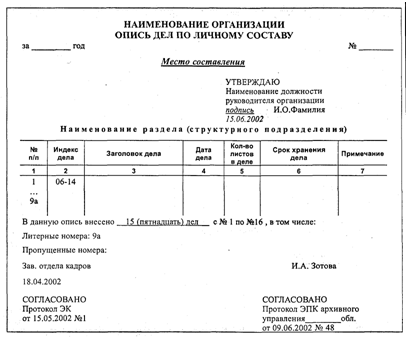 НАИМЕНОВАНИЕ ОРГАНИЗАЦИИ
ОПИСЬ ДЕЛ ПО ЛИЧНОМУ СОСТАВУ
за ________ год № ________
Место составления
УТВЕРЖДАЮ
Наименование должности
руководителя организации
подпись И.О.Фамилия
15.06.2002
Наименование раздела (структурного подразделения)
№ п/п Индекс дела Заголовок дела Дата дела Кол-во листов в деле Срок хранения дела Примечание
1 2 3 4 5 6 7
1 06-14
...
9а
В данную опись внесено 15 (пятнадцать) дел с № 1 по №16 , в том числе:
Литерные номера: 9а
Пропущенные номера:
Зав. отдела кадров И.А. Зотова
18.04.2002
СОГЛАСОВАНО СОГЛАСОВАНО
Протокол ЭК Протокол ЭПК архивного
от 15.05.2002 №1 управления________обл.
от 09.06.2002 № 48